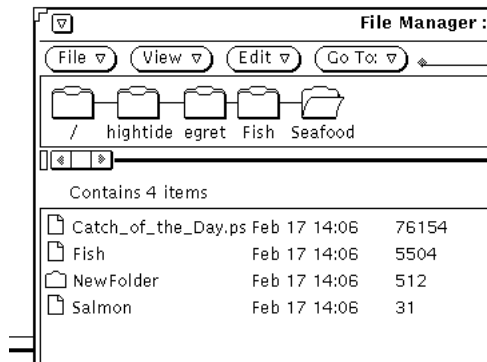 File Manager :
File View Edit Go To:
/ hightide egret Fish Seafood
Contains 4 items
Catch_of_the_Day.ps Feb 17 14:06 76154
Fish Feb 17 14:06 5504
NewFolder Feb 17 14:06 512
Salmon Feb 17 14:06 31